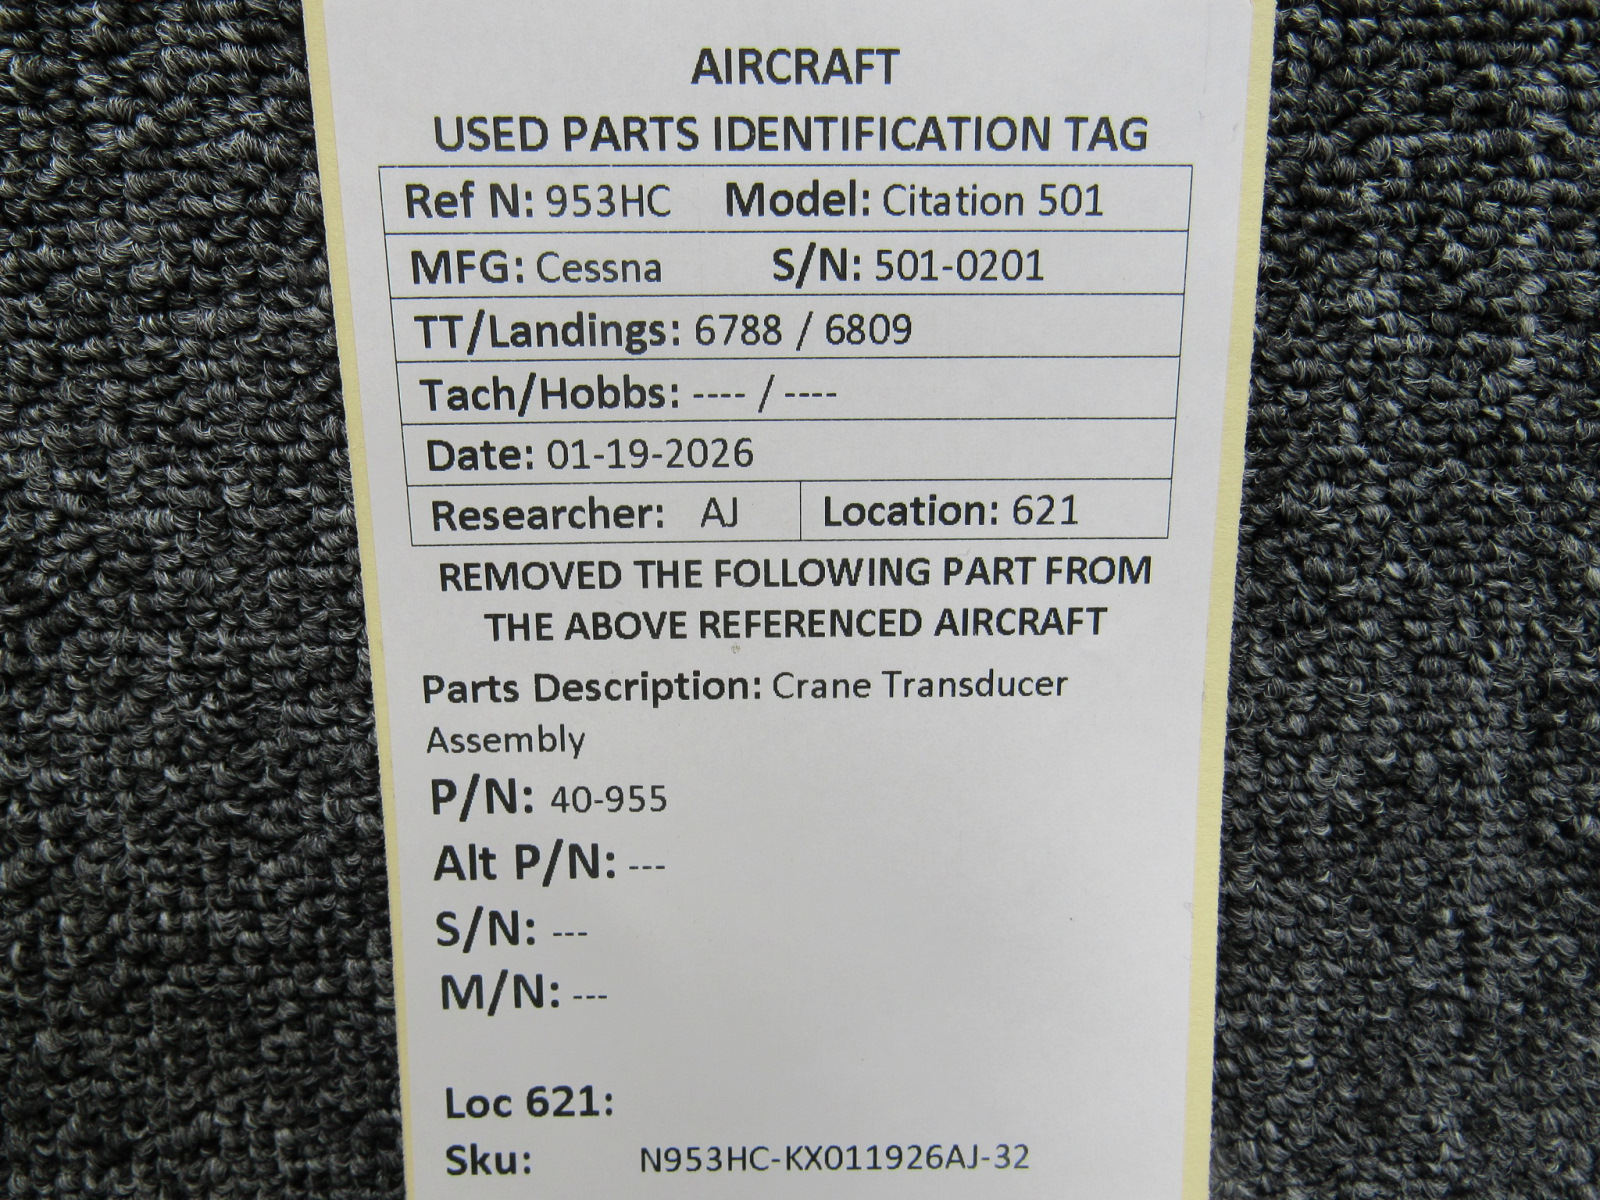 AIRCRAFT
USED PARTS IDENTIFICATION TAG
Ref N: 953HC Model: Citation 501
MFG: Cessna S/N: 501-0201
TT/Landings: 6788 / 6809
Tach/Hobbs: ---- / ----
Date: 01-19-2026
Researcher: AJ Location: 621
REMOVED THE FOLLOWING PART FROM
THE ABOVE REFERENCED AIRCRAFT
Parts Description: Crane Transducer
Assembly
P/N: 40-955
Alt P/N: ---
S/N: ---
M/N: ---
Loc 621:
Sku: N953HC-KX011926AJ-32